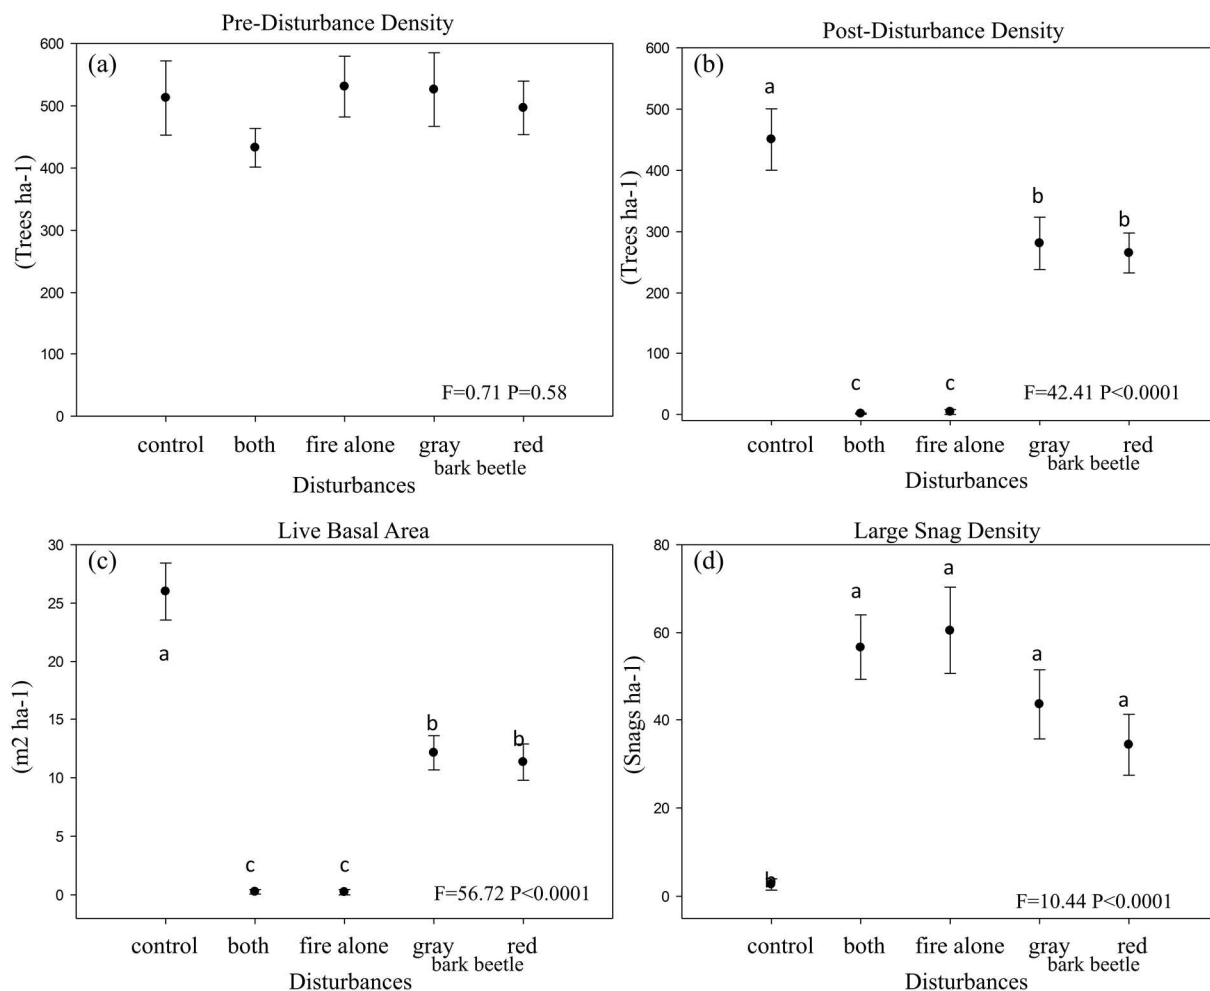 Pre-Disturbance Density
(a)
600
500
400
300
200
100
0
(Trees ha-1)
F=0.71 P=0.58
control both fire alone gray red
bark beetle
Disturbances
Post-Disturbance Density
(b)
600
500
400
300
200
100
0
(Trees ha-1)
a
b
b
c c
F=42.41 P<0.0001
control both fire alone gray red
bark beetle
Disturbances
Live Basal Area
(c)
30
25
20
15
10
5
0
(m2 ha-1)
a
b b
c c
F=56.72 P<0.0001
control both fire alone gray red
bark beetle
Disturbances
Large Snag Density
(d)
80
60
40
20
0
(Snags ha-1)
a
a
a
a
b
F=10.44 P<0.0001
control both fire alone gray red
bark beetle
Disturbances